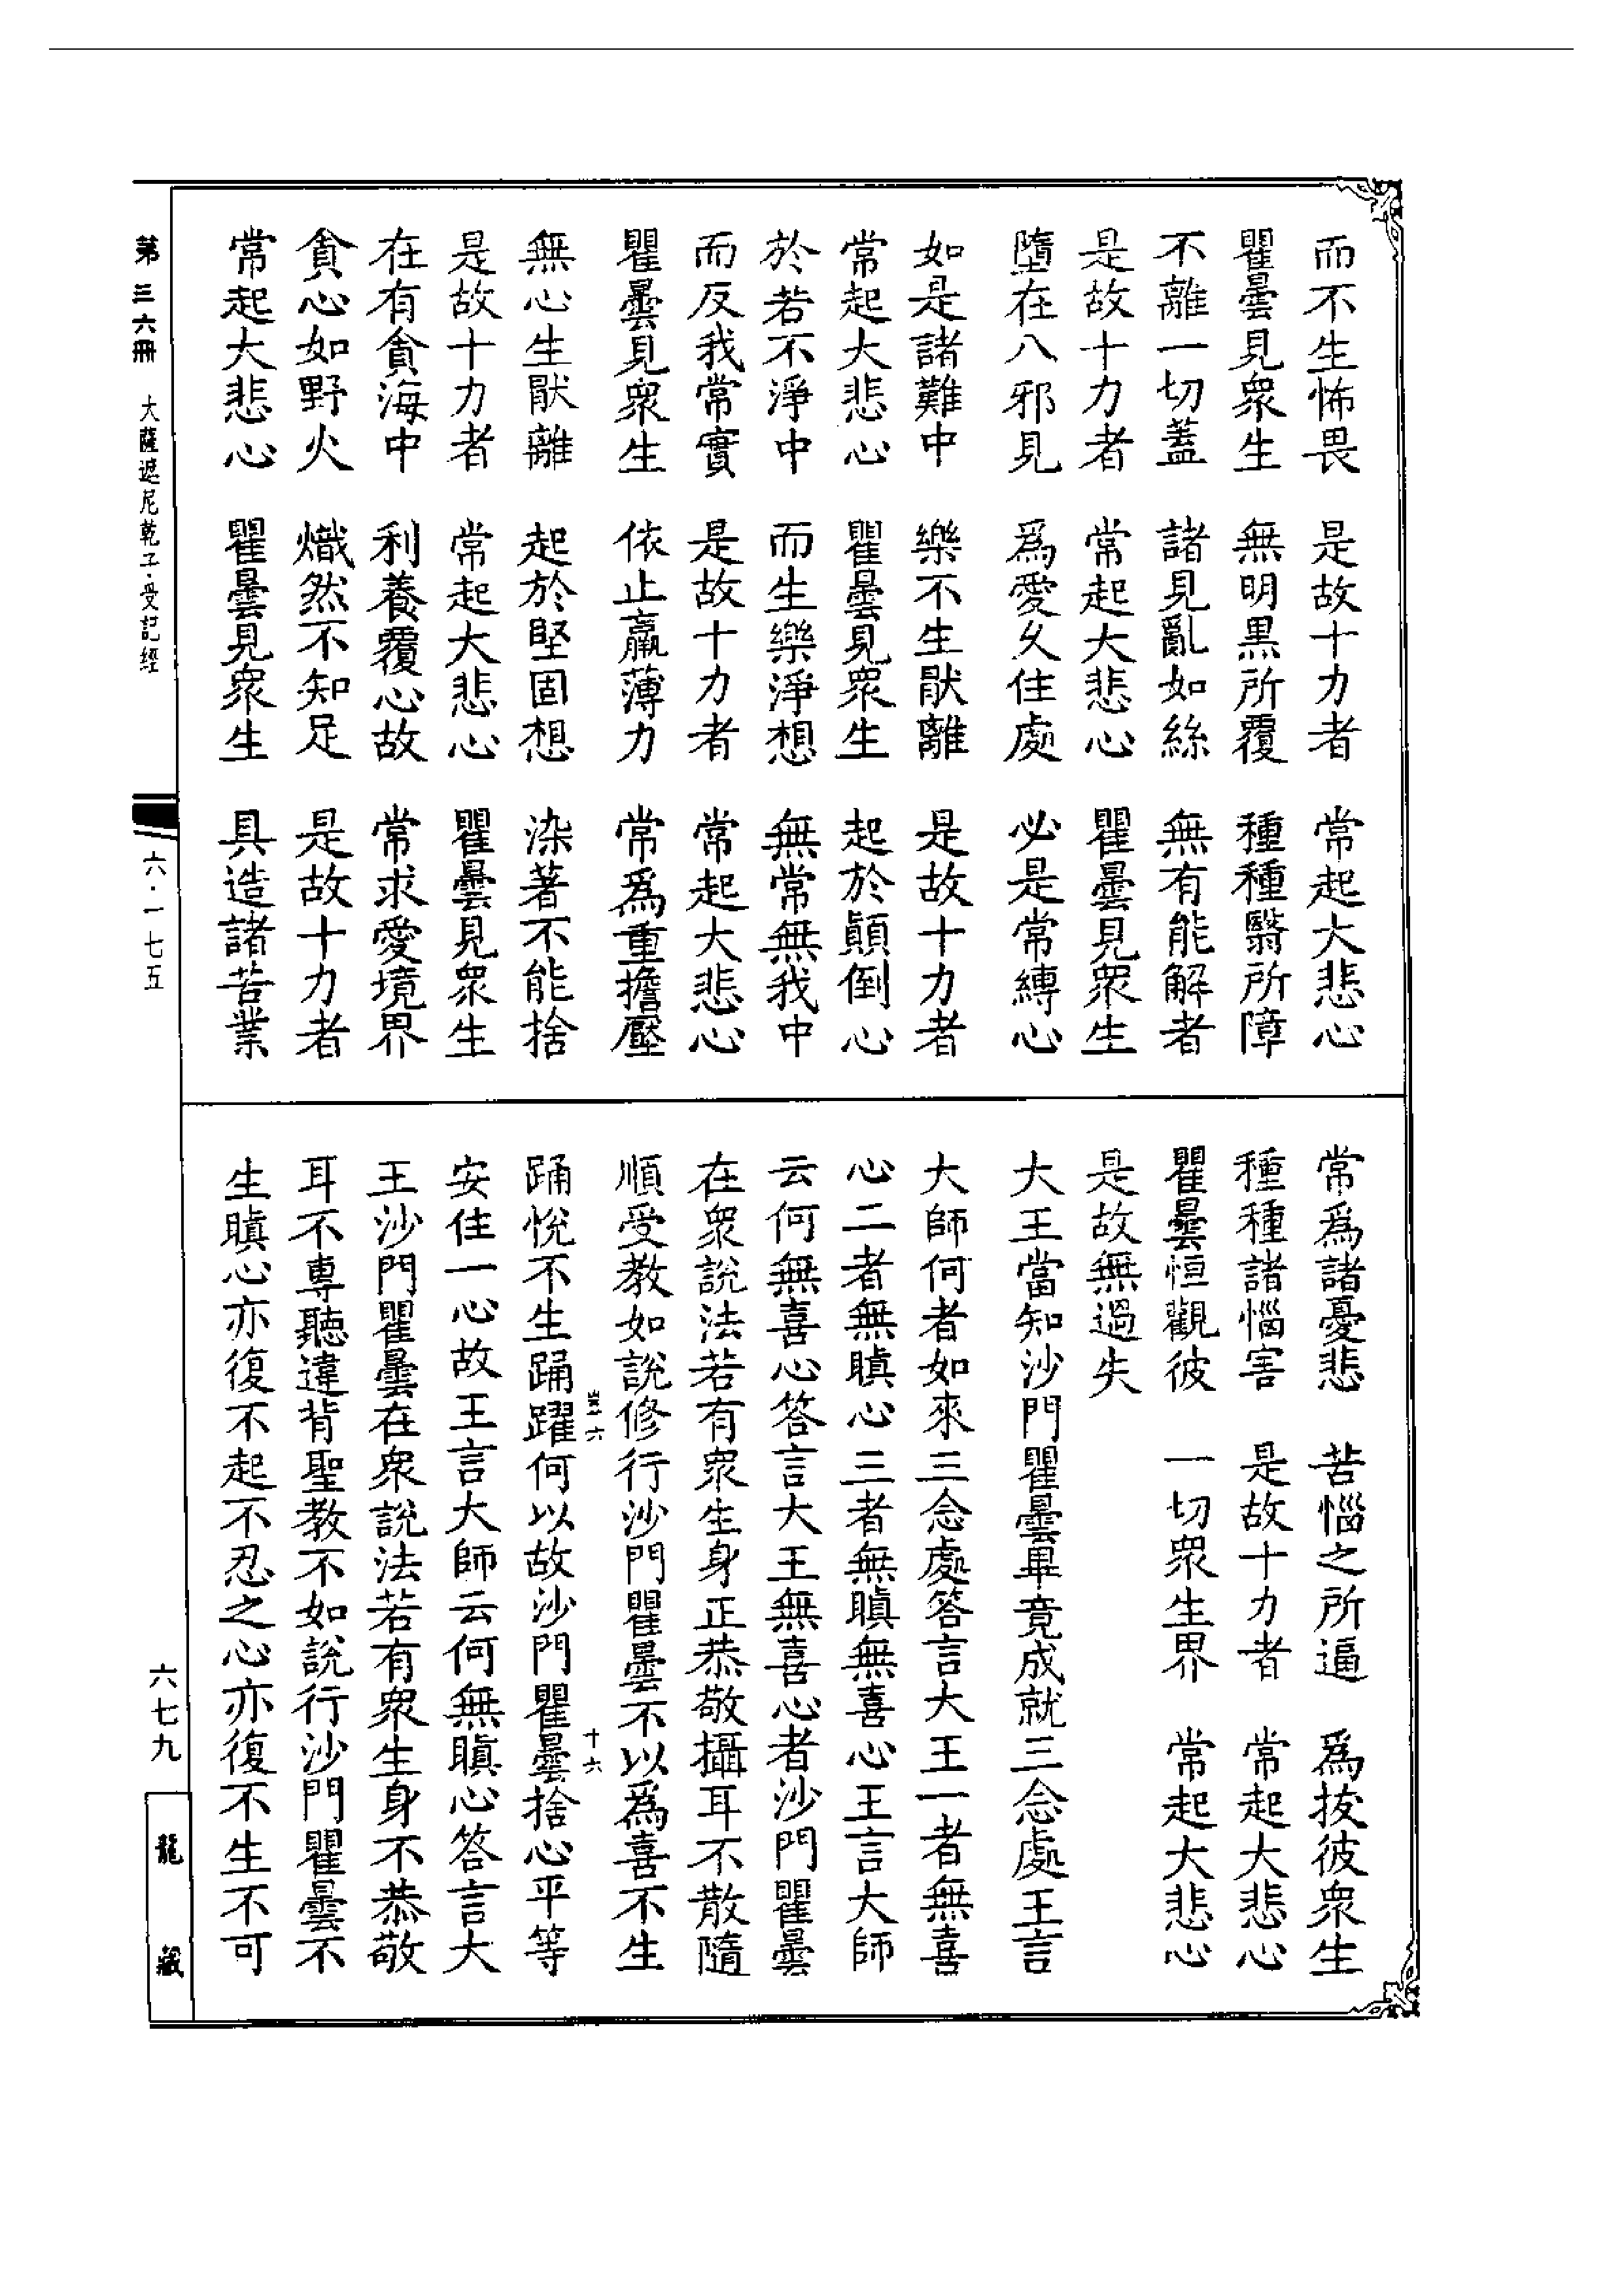 而不生怖畏　是故十力者　常起大悲心
瞿曇見眾生　無明黒所覆　種種翳所障
不離一切蓋　諸見亂如絲　無有能解者
是故十力者　常起大悲心　瞿曇見眾生
墮在八邪見　爲愛久住處　必是常縛心
如是諸難中　樂不生猒離　是故十力者
常起大悲心　瞿曇見眾生　起於顛倒心
於若不淨中　而生樂淨想　無常無我中
而反我常實　是故十力者　常起大悲心
瞿曇見眾生　依止羸薄力　常爲重擔壓
無心生猒離　起於堅固想　染著不能捨
是故十力者　常起大悲心　瞿曇見眾生
在有貪海中　利養覆心故　常求愛境界
貪心如野火　熾然不知足　是故十力者
常起大悲心　瞿曇見眾生　具造諸苦業
常爲諸憂悲　苦惱之所逼　爲拔彼眾生
種種諸惱害　是故十力者　常起大悲心
瞿曇恒觀彼　一切眾生界　常起大悲心
是故無過失
大王當知沙門瞿曇畢竟成就三念處王言
大師何者如來三念處答言大王一者無喜
心二者無瞋心三者無瞋無喜心王言大師
云何無喜心答言大王無喜心者沙門瞿曇
在眾說法若有眾生身正恭敬攝耳不散隨
順受教如說修行沙門瞿曇不以爲喜不生
踊悅不生踊躍何以故沙門瞿曇捨心平等
安住一心故王言大師云何無瞋心答言大
王沙門瞿曇在眾說法若有眾生身不恭敬
耳不專聽違背聖教不如說行沙門瞿曇不
生瞋心亦復不起不忍之心亦復不生不可
六
十六
第三六冊　大薩遮尼乾子·受記經
六·一七五
六七九
龍藏